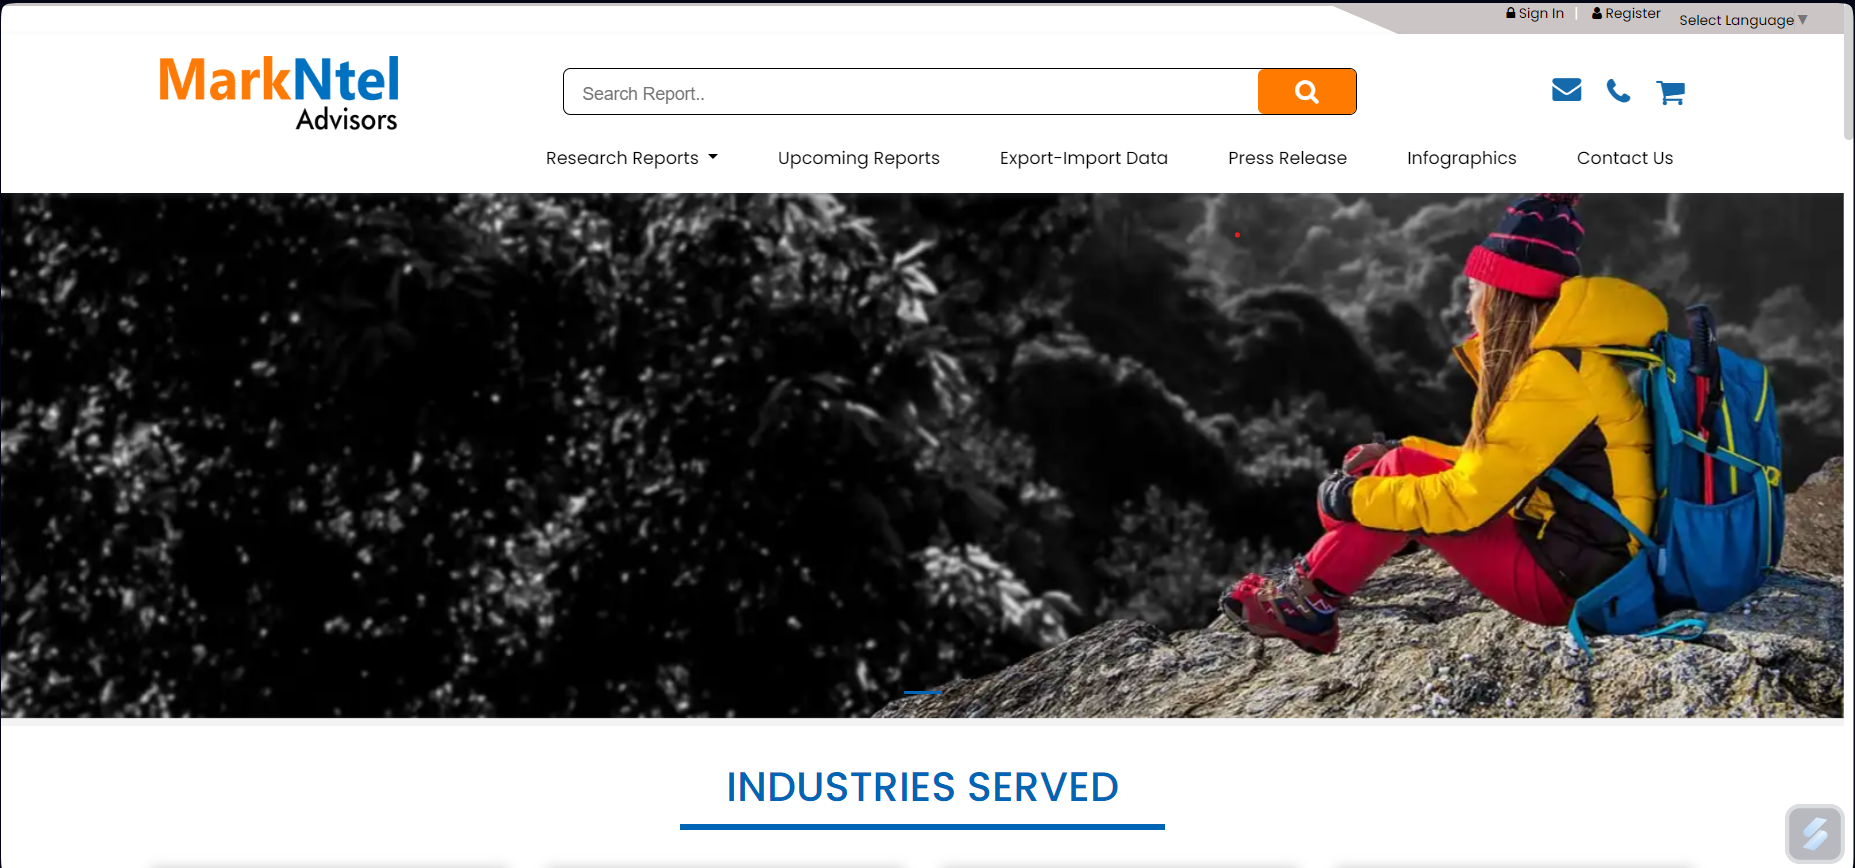 Sign In | Register
Select Language▼
MarkNtel
Advisors
Search Report..
Research Reports
Upcoming Reports
Export-Import Data
Press Release
Infographics
Contact Us
INDUSTRIES SERVED